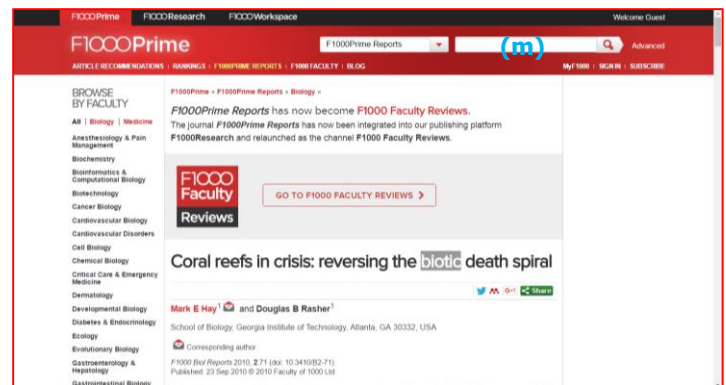 F1000Prime F1000Research F1000Workspace Welcome Guest
F1000Prime F1000Prime Reports (m) Advanced
ARTICLE RECOMMENDATIONS | RANKINGS | F1000PRIME REPORTS | F1000 FACULTY | BLOG MyF1000 | SIGN IN | SUBSCRIBE
BROWSE
BY FACULTY
All | Biology | Medicine
Anesthesiology & Pain
Management
Biochemistry
Bioinformatics &
Computational Biology
Biotechnology
Cancer Biology
Cardiovascular Biology
Cardiovascular Disorders
Cell Biology
Chemical Biology
Critical Care & Emergency
Medicine
Dermatology
Developmental Biology
Diabetes & Endocrinology
Ecology
Evolutionary Biology
Gastroenterology &
Hepatology
Gastrointestinal Biology
F1000Prime » F1000Prime Reports » Biology »
F1000Prime Reports has now become F1000 Faculty Reviews.
The journal F1000Prime Reports has now been integrated into our publishing platform
F1000Research and relaunched as the channel F1000 Faculty Reviews.
F1000
Faculty
Reviews
GO TO F1000 FACULTY REVIEWS
Coral reefs in crisis: reversing the biotic death spiral
G+1 Share
Mark E Hay1 and Douglas B Rasher1
School of Biology, Georgia Institute of Technology, Atlanta, GA 30332, USA
Corresponding author
F1000 Biol Reports 2010, 2:71 (doi: 10.3410/B2-71)
Published: 23 Sep 2010 © 2010 Faculty of 1000 Ltd